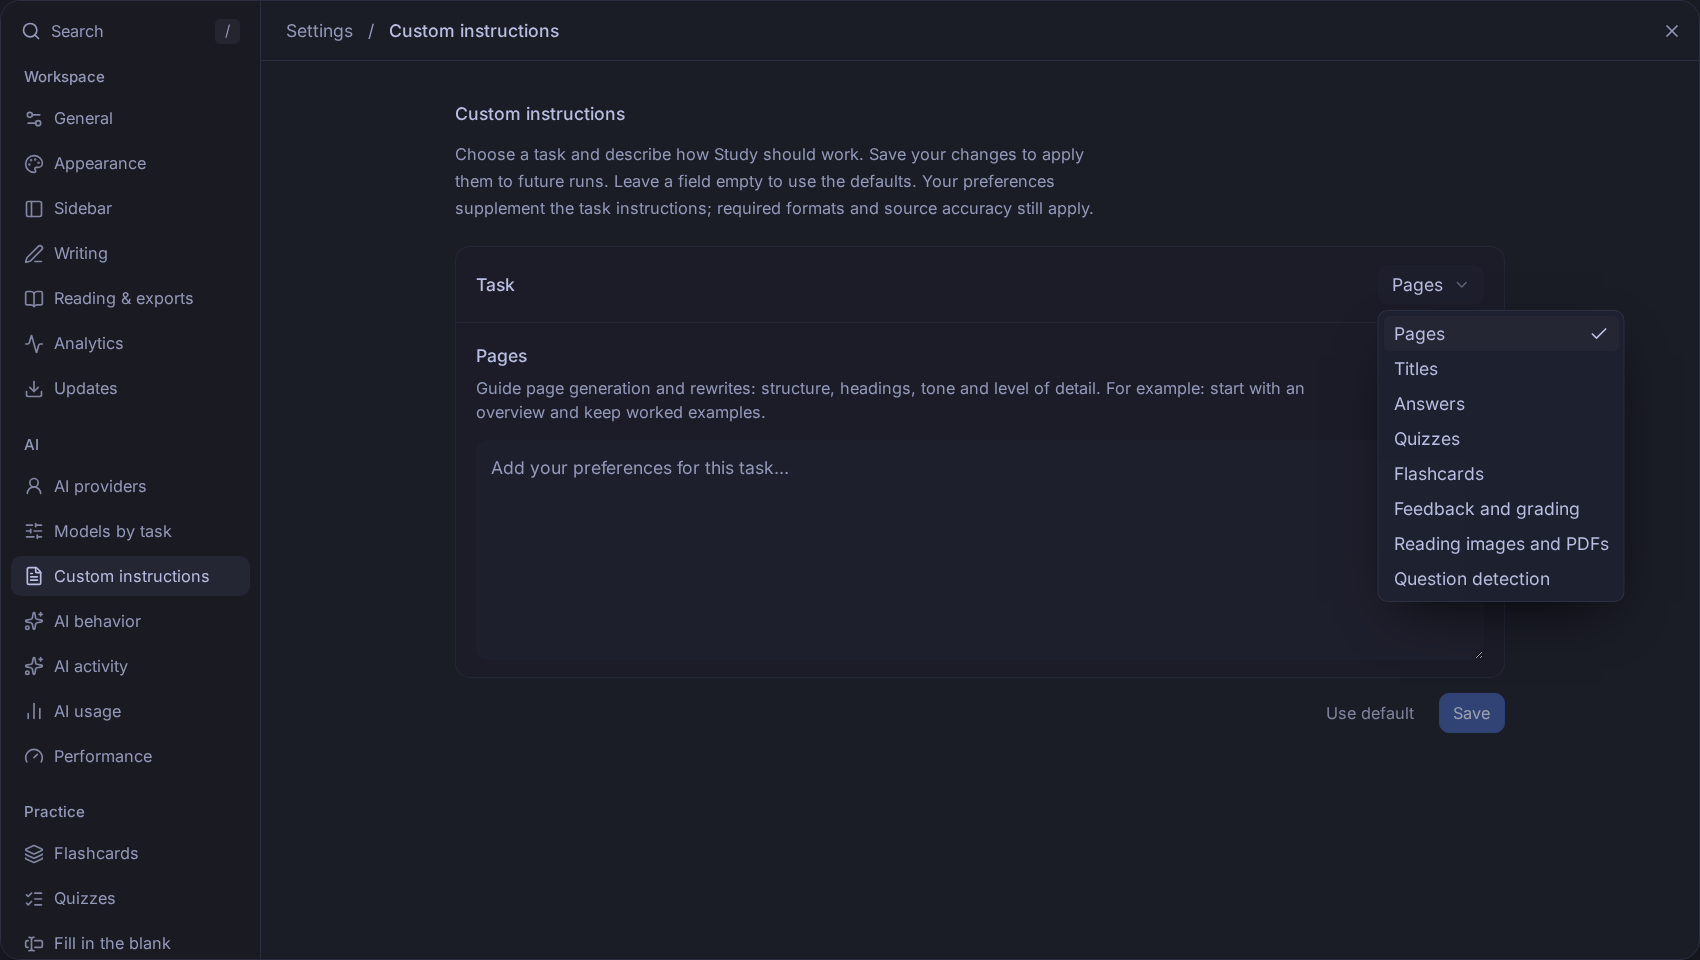 Search /
Workspace
General
Appearance
Sidebar
Writing
Reading & exports
Analytics
Updates
AI
AI providers
Models by task
Custom instructions
AI behavior
AI activity
AI usage
Performance
Practice
Flashcards
Quizzes
Fill in the blank
Settings / Custom instructions
Custom instructions
Choose a task and describe how Study should work. Save your changes to apply
them to future runs. Leave a field empty to use the defaults. Your preferences
supplement the task instructions; required formats and source accuracy still apply.
Task
Pages
Pages
Guide page generation and rewrites: structure, headings, tone and level of detail. For example: start with an
overview and keep worked examples.
Add your preferences for this task...
Pages
Titles
Answers
Quizzes
Flashcards
Feedback and grading
Reading images and PDFs
Question detection
Use default
Save